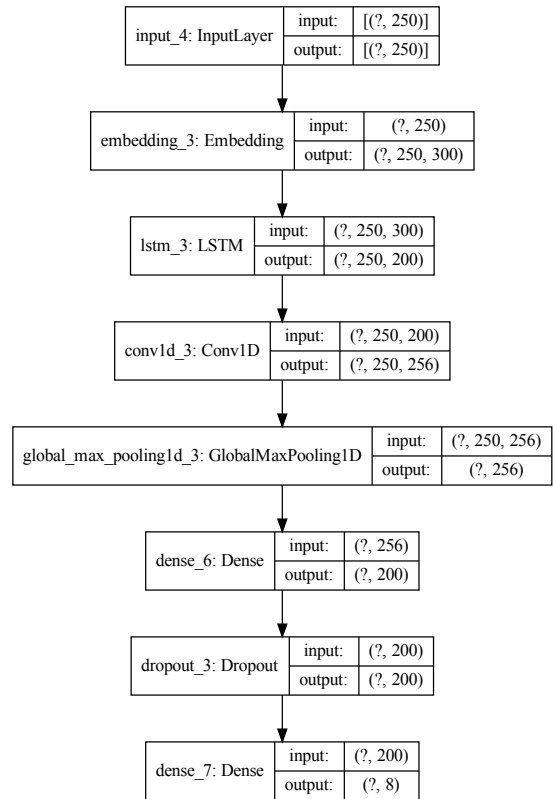 input_4: InputLayer input: [(?, 250)]
output: [(?, 250)]
embedding_3: Embedding input: (?, 250)
output: (?, 250, 300)
lstm_3: LSTM input: (?, 250, 300)
output: (?, 250, 200)
conv1d_3: Conv1D input: (?, 250, 200)
output: (?, 250, 256)
global_max_pooling1d_3: GlobalMaxPooling1D input: (?, 250, 256)
output: (?, 256)
dense_6: Dense input: (?, 256)
output: (?, 200)
dropout_3: Dropout input: (?, 200)
output: (?, 200)
dense_7: Dense input: (?, 200)
output: (?, 8)